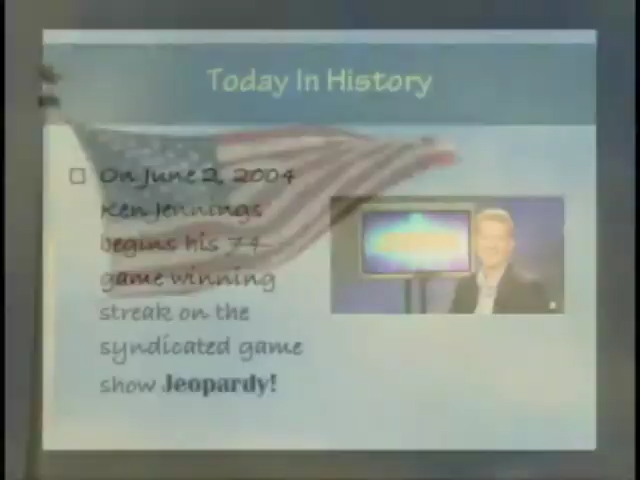 Today In History
On June 2, 2004
Ken Jennings
begins his 74
game winning
streak on the
syndicated game
show Jeopardy!